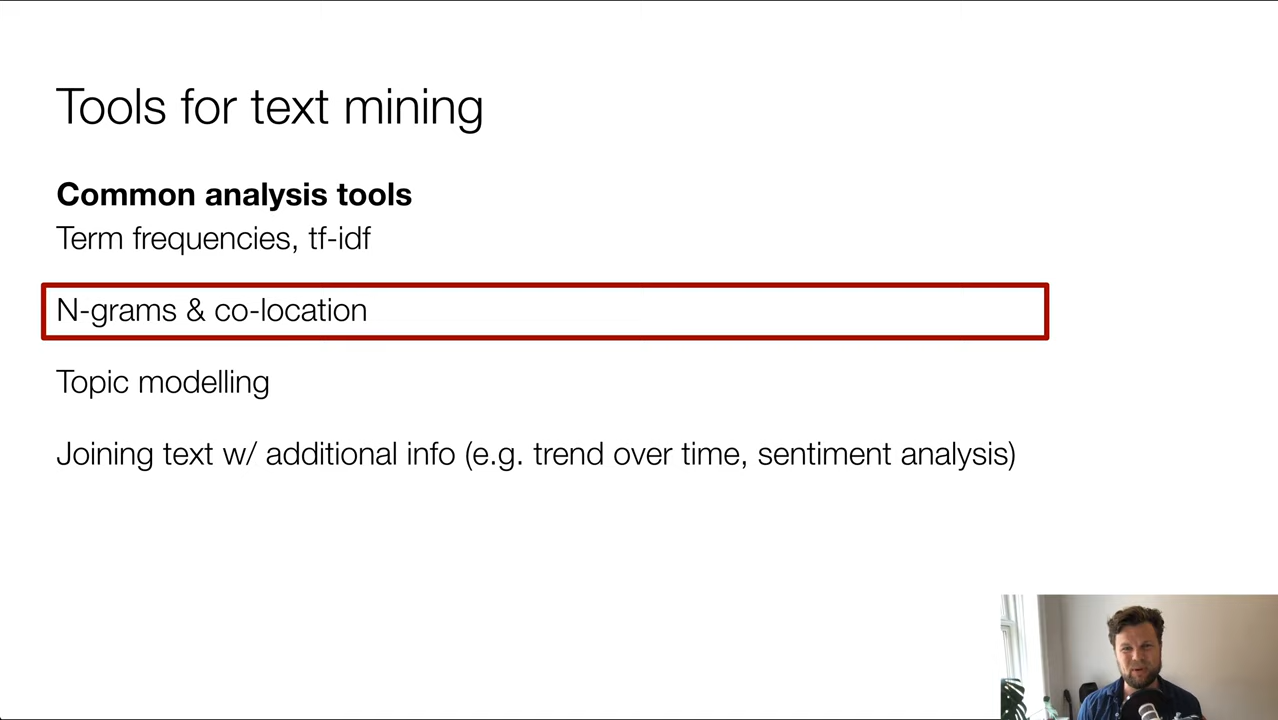 Tools for text mining
Common analysis tools
Term frequencies, tf-idf
N-grams & co-location
Topic modelling
Joining text w/ additional info (e.g. trend over time, sentiment analysis)